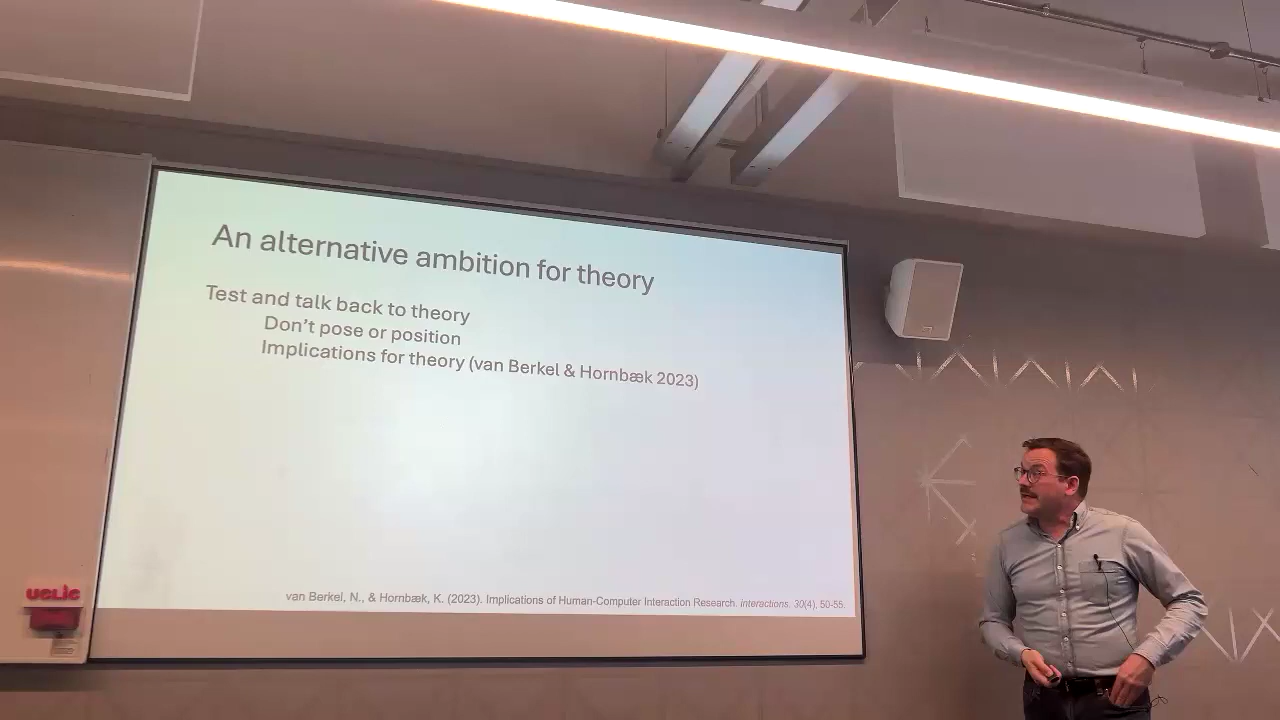 An alternative ambition for theory
Test and talk back to theory
Don't pose or position
Implications for theory (van Berkel & Hornbæk 2023)
van Berkel, N., & Hornbæk, K. (2023). Implications of Human-Computer Interaction Research. interactions. 30(4), 50-55.
uclic